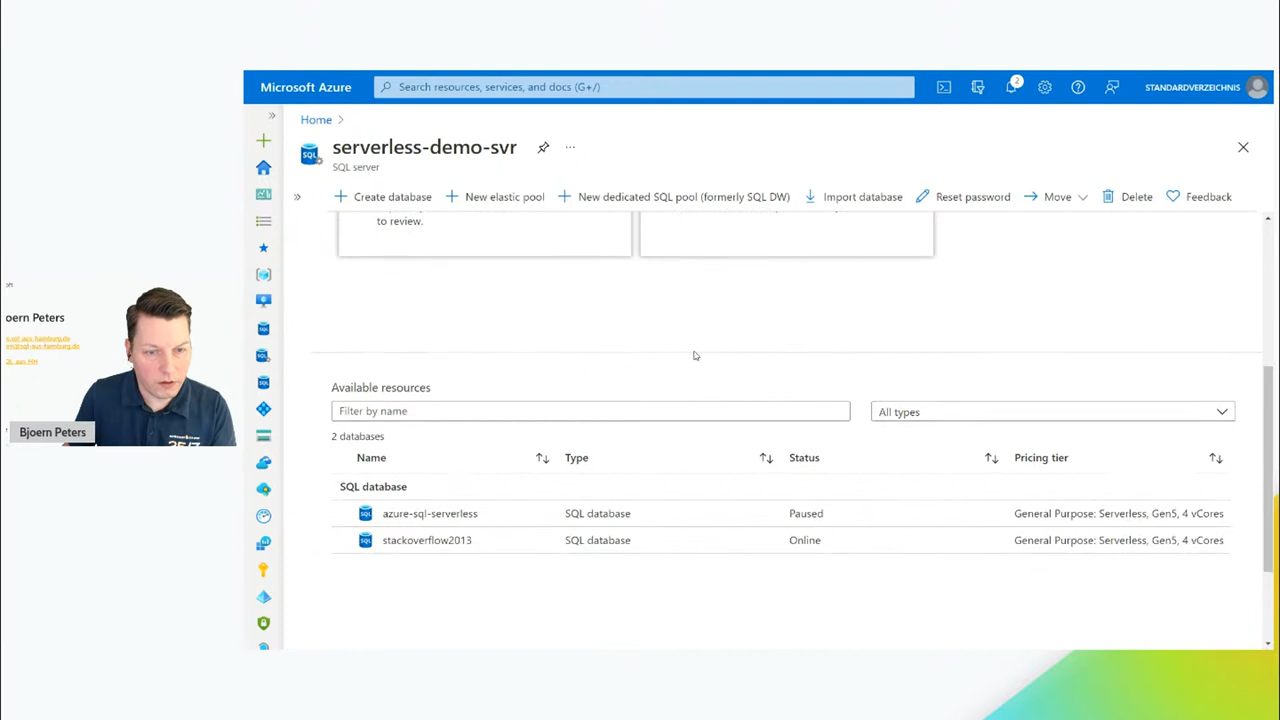 Microsoft Azure
Search resources, services, and docs (G+/)
2
STANDARDVERZEICHNIS
Home
serverless-demo-svr
SQL server
Create database
New elastic pool
New dedicated SQL pool (formerly SQL DW)
Import database
Reset password
Move
Delete
Feedback
to review.
oft
oern Peters
Bjoern Peters
Available resources
Filter by name
All types
2 databases
Name
Type
Status
Pricing tier
SQL database
azure-sql-serverless
SQL database
Paused
General Purpose: Serverless, Gen5, 4 vCores
stackoverflow2013
SQL database
Online
General Purpose: Serverless, Gen5, 4 vCores